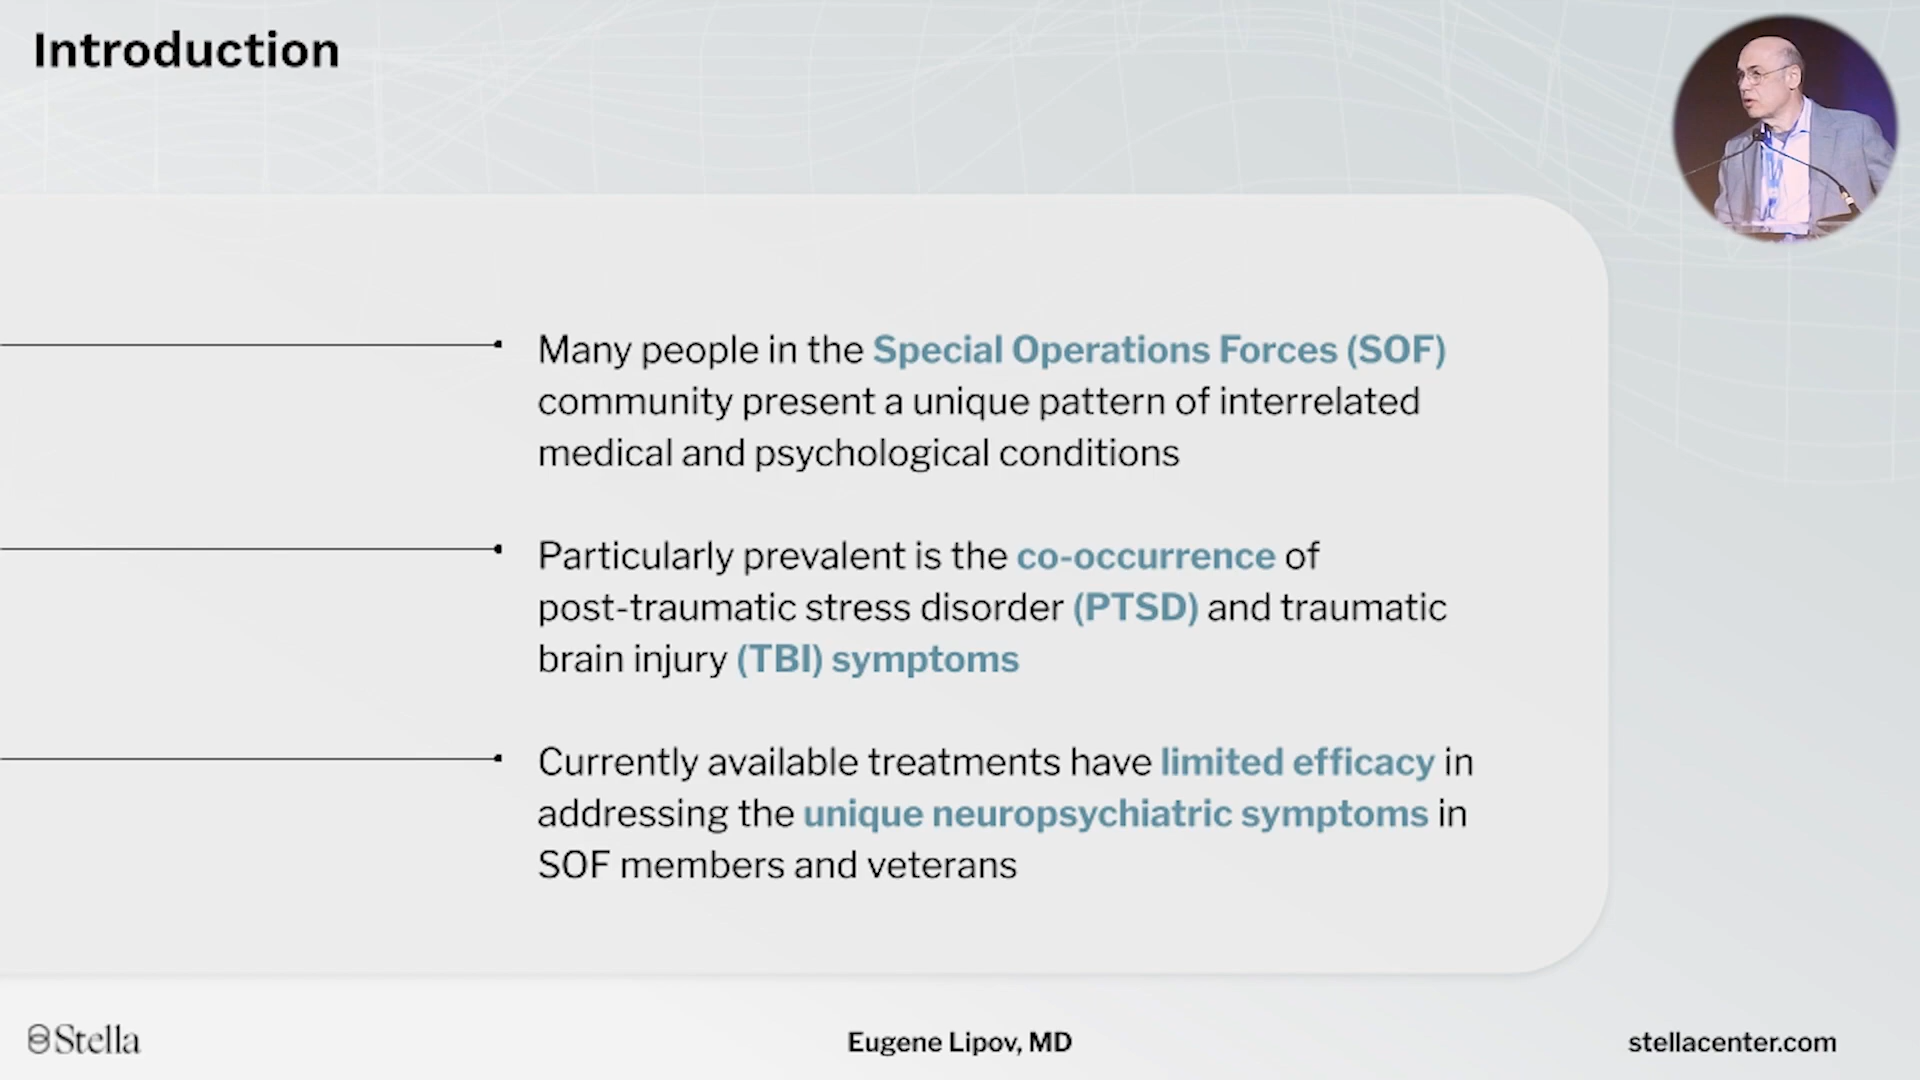 Introduction
Many people in the Special Operations Forces (SOF)
community present a unique pattern of interrelated
medical and psychological conditions
Particularly prevalent is the co-occurrence of
post-traumatic stress disorder (PTSD) and traumatic
brain injury (TBI) symptoms
Currently available treatments have limited efficacy in
addressing the unique neuropsychiatric symptoms in
SOF members and veterans
Stella
Eugene Lipov, MD
stellacenter.com